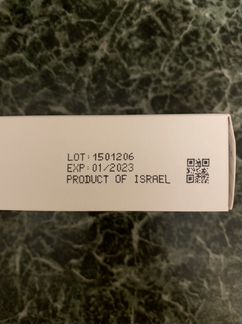 LOT:1501206
EXP:01/2023
PRODUCT OF ISRAEL